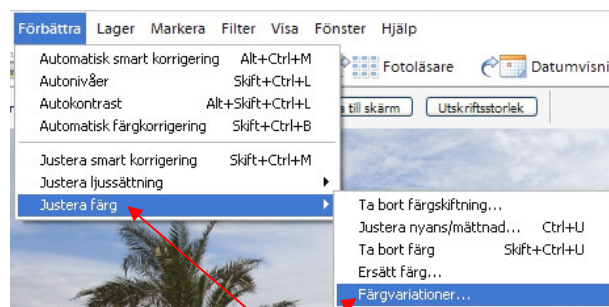 Förbättra Lager Markera Filter Visa Fönster Hjälp
Automatisk smart korrigering Alt+Ctrl+M
Autonivåer Skift+Ctrl+L
Autokontrast Alt+Skift+Ctrl+L
Automatisk färgkorrigering Skift+Ctrl+B
Justera smart korrigering Skift+Ctrl+M
Justera ljussättning
Justera färg
Fotoläsare Datumvisni
a till skärm Utskriftsstorlek
Ta bort färgskiftning...
Justera nyans/mättnad... Ctrl+U
Ta bort färg Skift+Ctrl+U
Ersätt färg...
Färgvariationer...